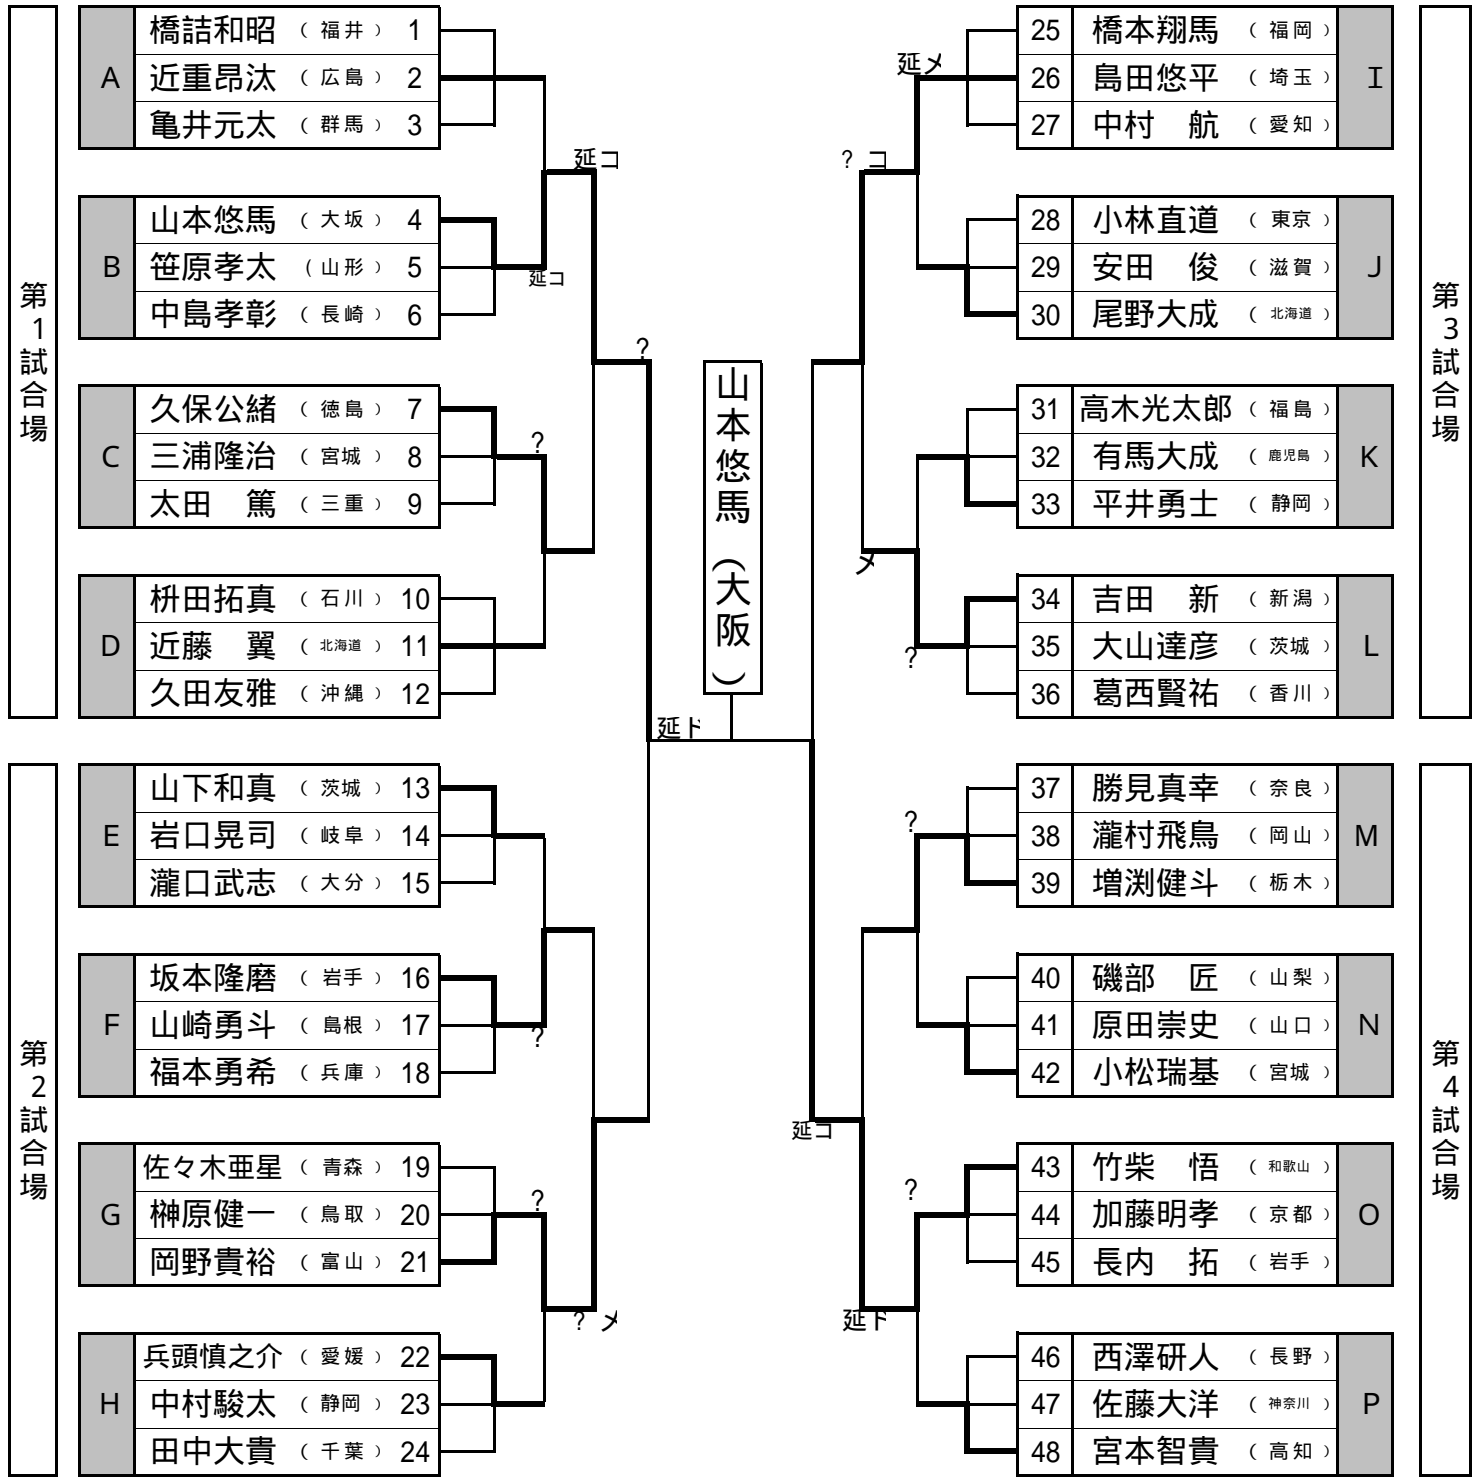 第1試合場
A
橋詰和昭 （福井） 1
近重昂汰 （広島） 2
亀井元太 （群馬） 3
B
山本悠馬 （大坂） 4
笹原孝太 （山形） 5
中島孝彰 （長崎） 6
C
久保公緒 （徳島） 7
三浦隆治 （宮城） 8
太田　篤 （三重） 9
D
枡田拓真 （石川） 10
近藤　翼 （北海道） 11
久田友雅 （沖縄） 12
第2試合場
E
山下和真 （茨城） 13
岩口晃司 （岐阜） 14
瀧口武志 （大分） 15
F
坂本隆磨 （岩手） 16
山崎勇斗 （島根） 17
福本勇希 （兵庫） 18
G
佐々木亜星 （青森） 19
榊原健一 （鳥取） 20
岡野貴裕 （富山） 21
H
兵頭慎之介 （愛媛） 22
中村駿太 （静岡） 23
田中大貴 （千葉） 24
延コ
延コ
?
?
?
?
? メ
延ド
山本悠馬（大阪）
延メ
? コ
メ
?
?
延コ
?
延ド
25 橋本翔馬 （福岡）
26 島田悠平 （埼玉）
27 中村　航 （愛知）
I
28 小林直道 （東京）
29 安田　俊 （滋賀）
30 尾野大成 （北海道）
J
31 高木光太郎 （福島）
32 有馬大成 （鹿児島）
33 平井勇士 （静岡）
K
34 吉田　新 （新潟）
35 大山達彦 （茨城）
36 葛西賢祐 （香川）
L
第3試合場
37 勝見真幸 （奈良）
38 瀧村飛鳥 （岡山）
39 増渕健斗 （栃木）
M
40 磯部　匠 （山梨）
41 原田崇史 （山口）
42 小松瑞基 （宮城）
N
43 竹柴　悟 （和歌山）
44 加藤明孝 （京都）
45 長内　拓 （岩手）
O
46 西澤研人 （長野）
47 佐藤大洋 （神奈川）
48 宮本智貴 （高知）
P
第4試合場